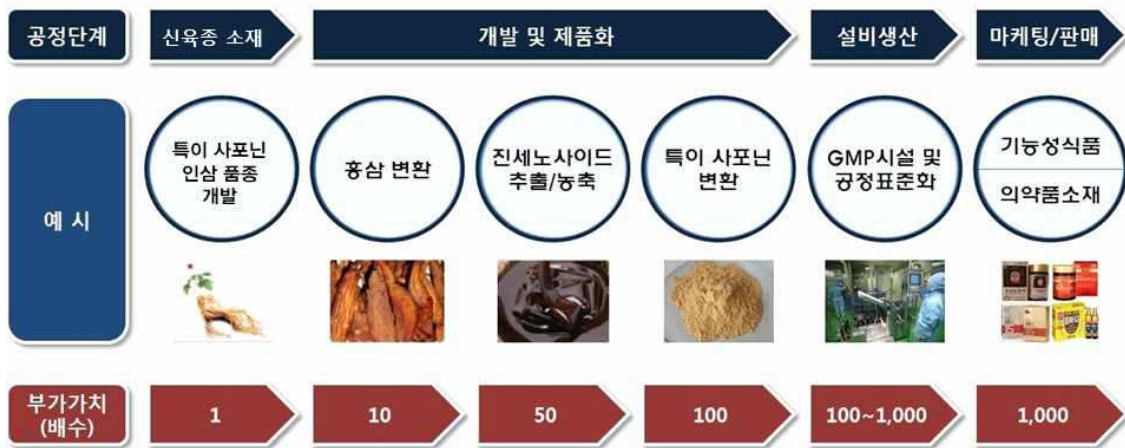 공정단계
신육종 소재
개발 및 제품화
설비생산
마케팅/판매
예 시
특이 사포닌
인삼 품종
개발
홍삼 변환
진세노사이드
추출/농축
특이 사포닌
변환
GMP시설 및
공정표준화
기능성식품
의약품소재
부가가치
(배수)
1
10
50
100
100~1,000
1,000